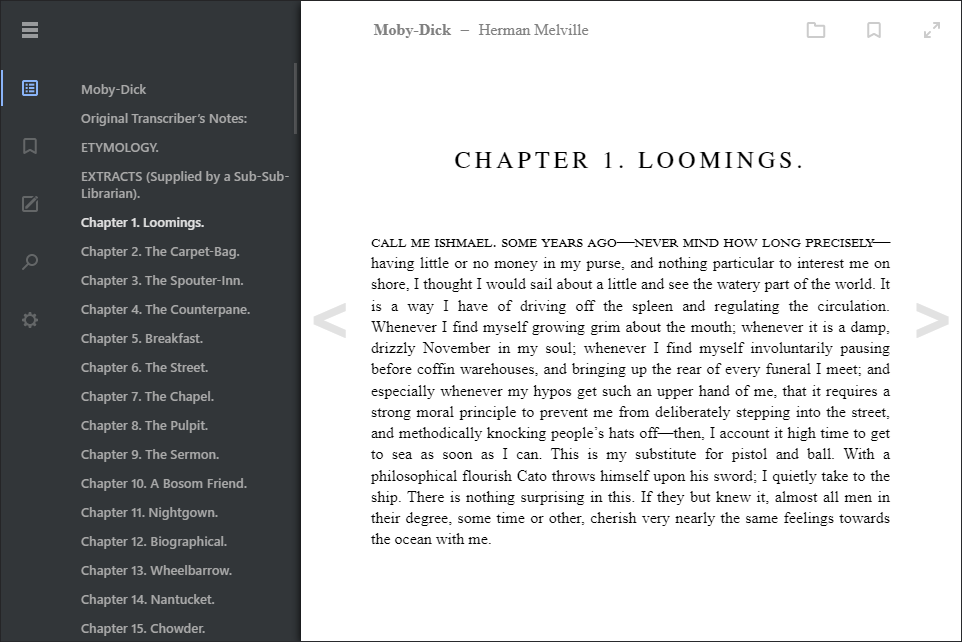 Moby-Dick
Original Transcriber’s Notes:
ETYMOLOGY.
EXTRACTS (Supplied by a Sub-Sub-
Librarian).
Chapter 1. Loomings.
Chapter 2. The Carpet-Bag.
Chapter 3. The Spouter-Inn.
Chapter 4. The Counterpane.
Chapter 5. Breakfast.
Chapter 6. The Street.
Chapter 7. The Chapel.
Chapter 8. The Pulpit.
Chapter 9. The Sermon.
Chapter 10. A Bosom Friend.
Chapter 11. Nightgown.
Chapter 12. Biographical.
Chapter 13. Wheelbarrow.
Chapter 14. Nantucket.
Chapter 15. Chowder.
Moby-Dick – Herman Melville
CHAPTER 1. LOOMINGS.
CALL ME ISHMAEL. SOME YEARS AGO—NEVER MIND HOW LONG PRECISELY—
having little or no money in my purse, and nothing particular to interest me on
shore, I thought I would sail about a little and see the watery part of the world. It
is a way I have of driving off the spleen and regulating the circulation.
Whenever I find myself growing grim about the mouth; whenever it is a damp,
drizzly November in my soul; whenever I find myself involuntarily pausing
before coffin warehouses, and bringing up the rear of every funeral I meet; and
especially whenever my hypos get such an upper hand of me, that it requires a
strong moral principle to prevent me from deliberately stepping into the street,
and methodically knocking people’s hats off—then, I account it high time to get
to sea as soon as I can. This is my substitute for pistol and ball. With a
philosophical flourish Cato throws himself upon his sword; I quietly take to the
ship. There is nothing surprising in this. If they but knew it, almost all men in
their degree, some time or other, cherish very nearly the same feelings towards
the ocean with me.